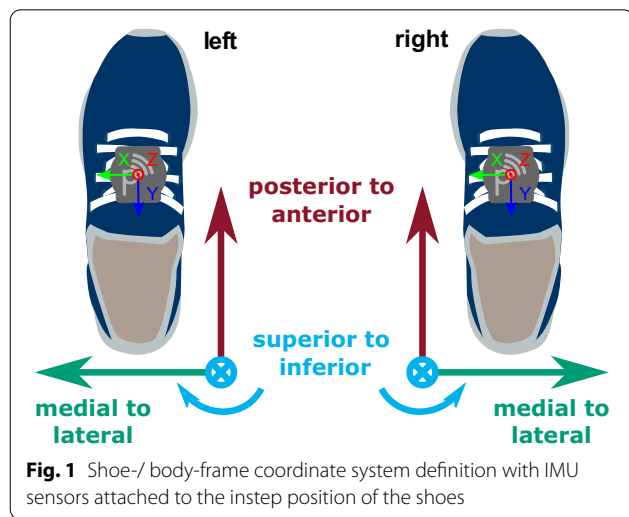 left
right
X
Z
Y
X
Z
Y
posterior to
anterior
superior to
inferior
medial to
lateral
medial to
lateral
Fig. 1 Shoe-/ body-frame coordinate system definition with IMU
sensors attached to the instep position of the shoes